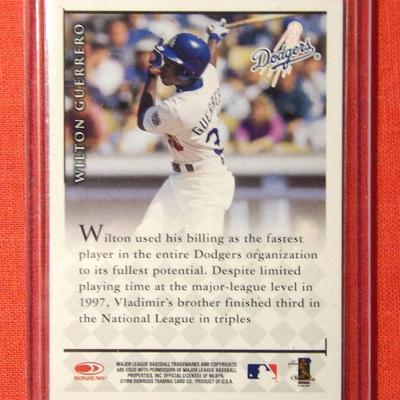 WILTON GUERRERO
Dodgers
GUERRERO
3
Wilton used his billing as the fastest
player in the entire Dodgers organization
to its fullest potential. Despite limited
playing time at the major-league level in
1997, Vladimir's brother finished third in
the National League in triples
DONRUSS
MAJOR LEAGUE BASEBALL TRADEMARKS AND COPYRIGHTS
ARE USED WITH PERMISSION OF MAJOR LEAGUE BASEBALL
PROPERTIES, INC. OFFICIAL LICENSEE OF MLBPA.
©1998 DONRUSS TRADING CARD CO. PRODUCT OF U.S.A.